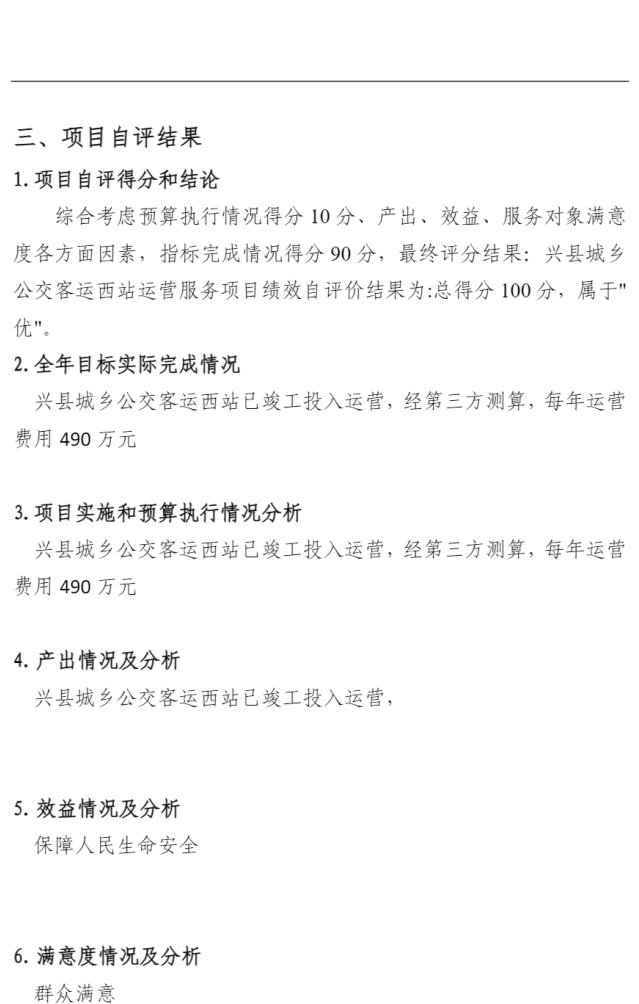 三、项目自评结果
1. 项目自评得分和结论
综合考虑预算执行情况得分 10 分、产出、效益、服务对象满意
度各方面因素，指标完成情况得分 90 分，最终评分结果：兴县城乡
公交客运西站运营服务项目绩效自评价结果为:总得分 100 分，属于"
优"。
2. 全年目标实际完成情况
兴县城乡公交客运西站已竣工投入运营，经第三方测算，每年运营
费用 490 万元
3. 项目实施和预算执行情况分析
兴县城乡公交客运西站已竣工投入运营，经第三方测算，每年运营
费用 490 万元
4. 产出情况及分析
兴县城乡公交客运西站已竣工投入运营，
5. 效益情况及分析
保障人民生命安全
6. 满意度情况及分析
群众满意